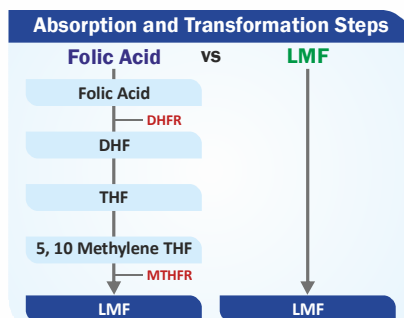 Absorption and Transformation Steps
Folic Acid vs LMF
Folic Acid
DHFR
DHF
THF
5, 10 Methylene THF
MTHFR
LMF LMF